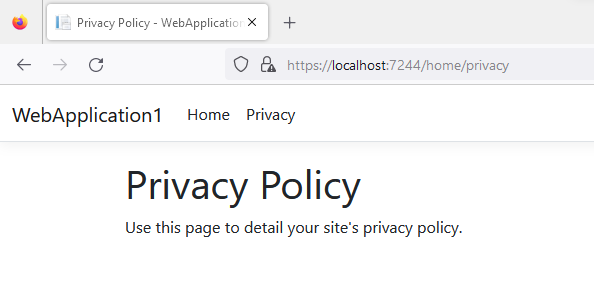 Privacy Policy - WebApplication
https://localhost:7244/home/privacy
WebApplication1 Home Privacy
Privacy Policy
Use this page to detail your site's privacy policy.